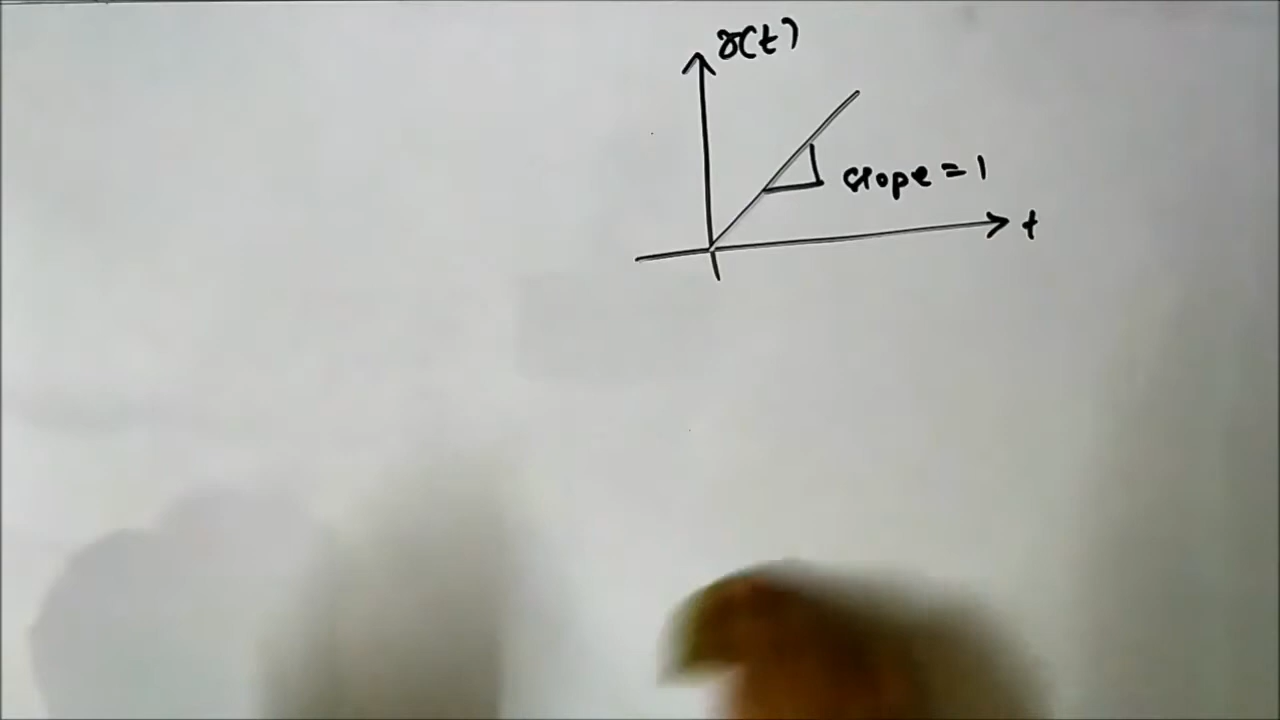 r(t)
slope = 1
t